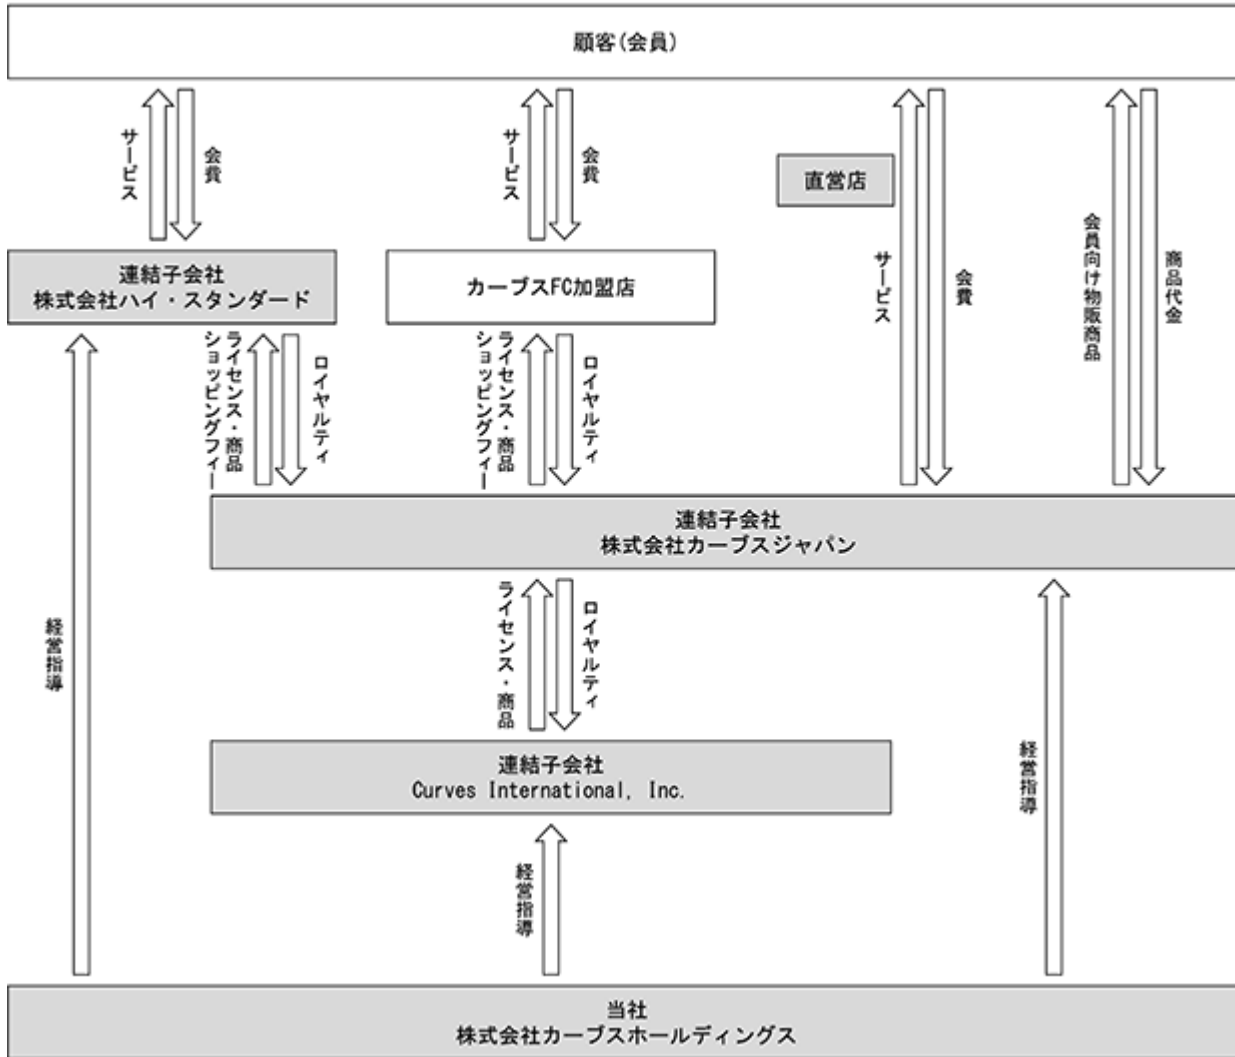 顧客(会員)
サービス
会費
サービス
会費
直営店
サービス
会費
会員向け物販商品
商品代金
連結子会社
株式会社ハイ・スタンダード
カーブスFC加盟店
ライセンス・商品
ショッピングフィー
ロイヤルティ
ライセンス・商品
ショッピングフィー
ロイヤルティ
連結子会社
株式会社カーブスジャパン
経営指導
ライセンス・商品
ロイヤルティ
連結子会社
Curves International, Inc.
経営指導
経営指導
当社
株式会社カーブスホールディングス